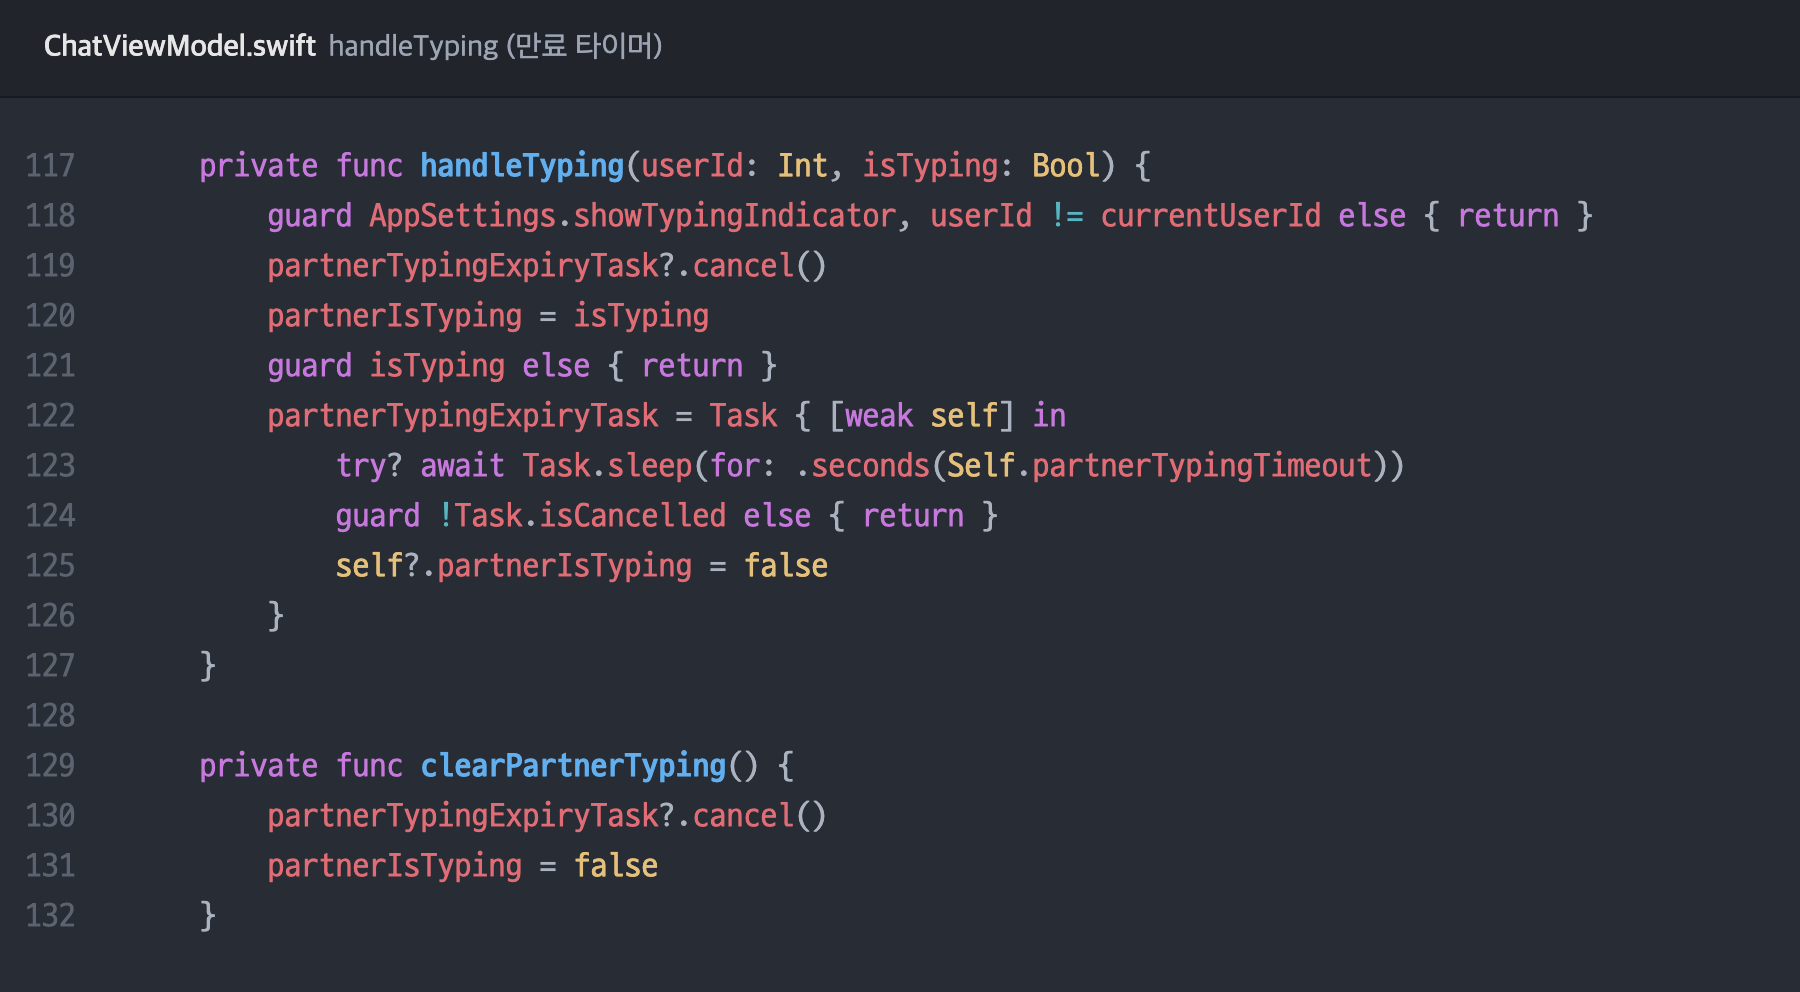 ChatViewModel.swift handleTyping (만료 타이머)
117 private func handleTyping(userId: Int, isTyping: Bool) {
118 guard AppSettings.showTypingIndicator, userId != currentUserId else { return }
119 partnerTypingExpiryTask?.cancel()
120 partnerIsTyping = isTyping
121 guard isTyping else { return }
122 partnerTypingExpiryTask = Task { [weak self] in
123 try? await Task.sleep(for: .seconds(Self.partnerTypingTimeout))
124 guard !Task.isCancelled else { return }
125 self?.partnerIsTyping = false
126 }
127 }
128
129 private func clearPartnerTyping() {
130 partnerTypingExpiryTask?.cancel()
131 partnerIsTyping = false
132 }